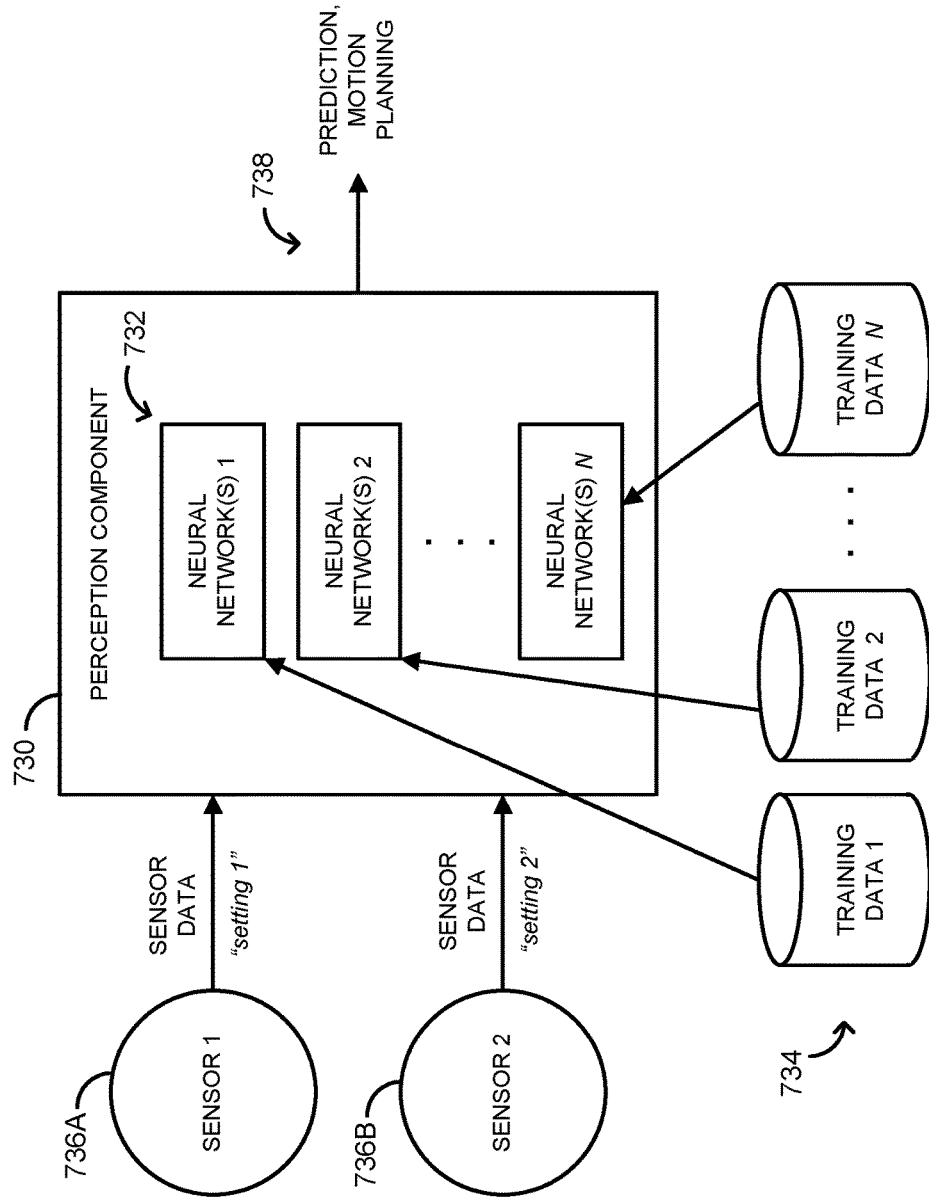 730
PERCEPTION COMPONENT
732
NEURAL
NETWORK(S) 1
NEURAL
NETWORK(S) 2
. . .
NEURAL
NETWORK(S) N
736A
SENSOR 1
SENSOR
DATA
“setting 1”
736B
SENSOR 2
SENSOR
DATA
“setting 2”
738
PREDICTION,
MOTION
PLANNING
734
TRAINING
DATA 1
TRAINING
DATA 2
. . .
TRAINING
DATA N